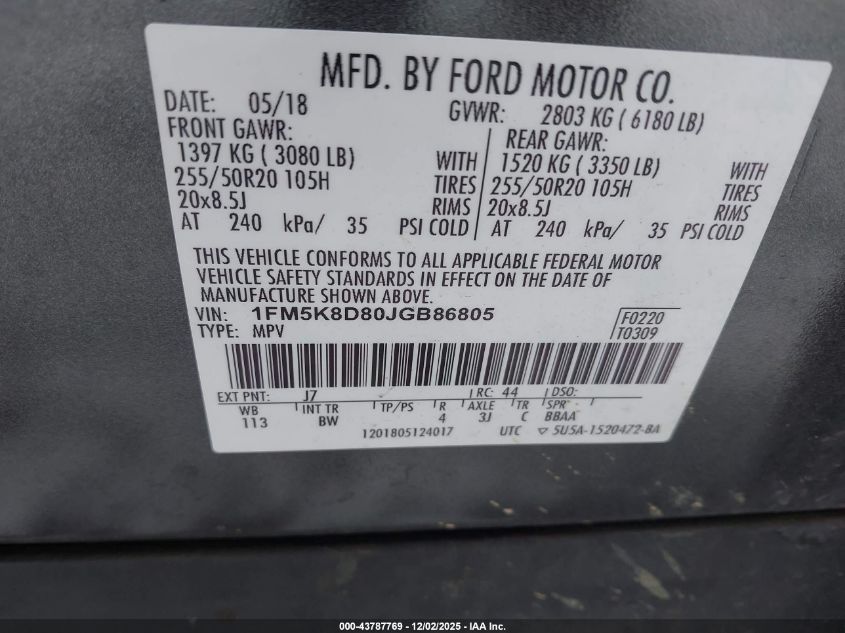 MFD. BY FORD MOTOR CO.
DATE: 05/18 GVWR: 2803 KG ( 6180 LB)
FRONT GAWR: REAR GAWR:
1397 KG ( 3080 LB) WITH 1520 KG ( 3350 LB) WITH
255/50R20 105H TIRES 255/50R20 105H TIRES
20x8.5J RIMS 20x8.5J RIMS
AT 240 kPa/ 35 PSI COLD AT 240 kPa/ 35 PSI COLD
THIS VEHICLE CONFORMS TO ALL APPLICABLE FEDERAL MOTOR
VEHICLE SAFETY STANDARDS IN EFFECT ON THE DATE OF
MANUFACTURE SHOWN ABOVE.
VIN: 1FM5K8D80JGB86805 F0220
TYPE: MPV T0309
EXT PNT: J7 RC: 44 DSO:
WB INT TR TP/PS R AXLE TR SPR
113 BW 4 3J C BBAA
1201805124017 UTC ▽ 5U5A-1520472-BA
000-43787769 - 12/02/2025 - IAA Inc.